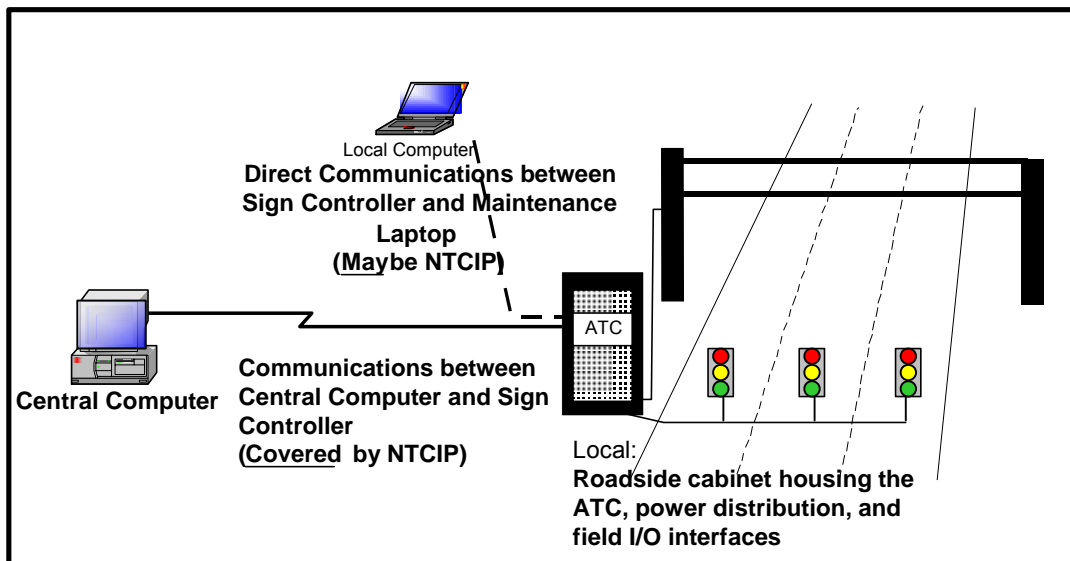 Local Computer
Direct Communications between
Sign Controller and Maintenance
Laptop
(Maybe NTCIP)
ATC
Central Computer
Communications between
Central Computer and Sign
Controller
(Covered by NTCIP)
Local:
Roadside cabinet housing the
ATC, power distribution, and
field I/O interfaces